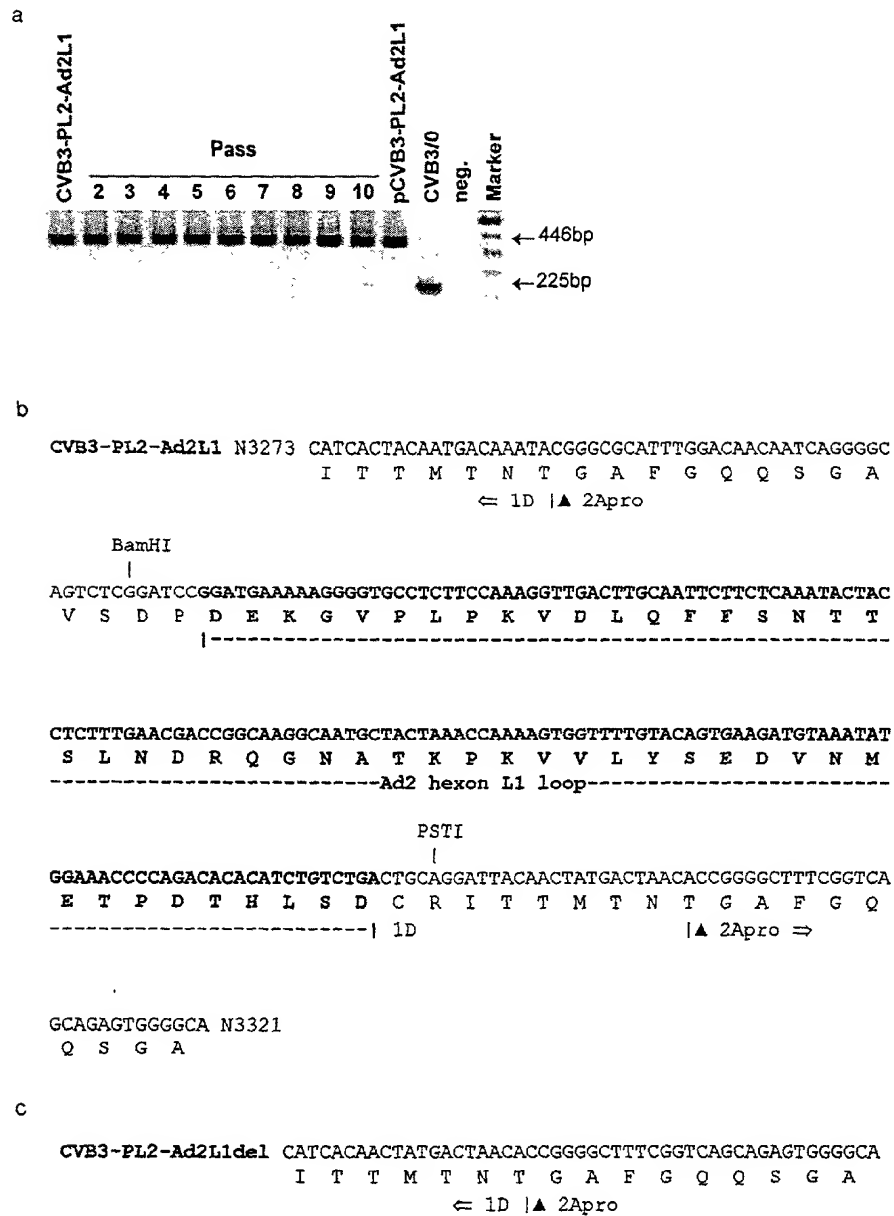 a
CVB3-PL2-Ad2L1
Pass
2 3 4 5 6 7 8 9 10
pCVB3-PL2-Ad2L1
CVB3/0
neg.
Marker
←446bp
←225bp
b
CVB3-PL2-Ad2L1 N3273 CATCACTACAATGACAAATACGGGCGCATTTGGACAACAATCAGGGGC
I T T M T N T G A F G Q Q S G A
⇐ 1D |▲ 2Apro
BamHI
|
AGTCTCGGATCCGGATGAAAAAGGGGTGCCTCTTCCAAAGGTTGACTTGCAATTCTTCTCAAATACTAC
V S D P D E K G V P L P K V D L Q F F S N T T
|----------------------------------------------------------
CTCTTTGAACGACCGGCAAGGCAATGCTACTAAACCAAAAGTGGTTTTGTACAGTGAAGATGTAAATAT
S L N D R Q G N A T K P K V V L Y S E D V N M
----------------------------Ad2 hexon L1 loop--------------------------
PSTI
|
GGAAACCCCAGACACACATCTGTCTGACTGCAGGATTACAACTATGACTAACACCGGGGCTTTCGGTCA
E T P D T H L S D C R I T T M T N T G A F G Q
---------------------------| 1D |▲ 2Apro ⇒
GCAGAGTGGGGCA N3321
Q S G A
c
CVB3-PL2-Ad2L1del CATCACAACTATGACTAACACCGGGGCTTTCGGTCAGCAGAGTGGGGCA
I T T M T N T G A F G Q Q S G A
⇐ 1D |▲ 2Apro